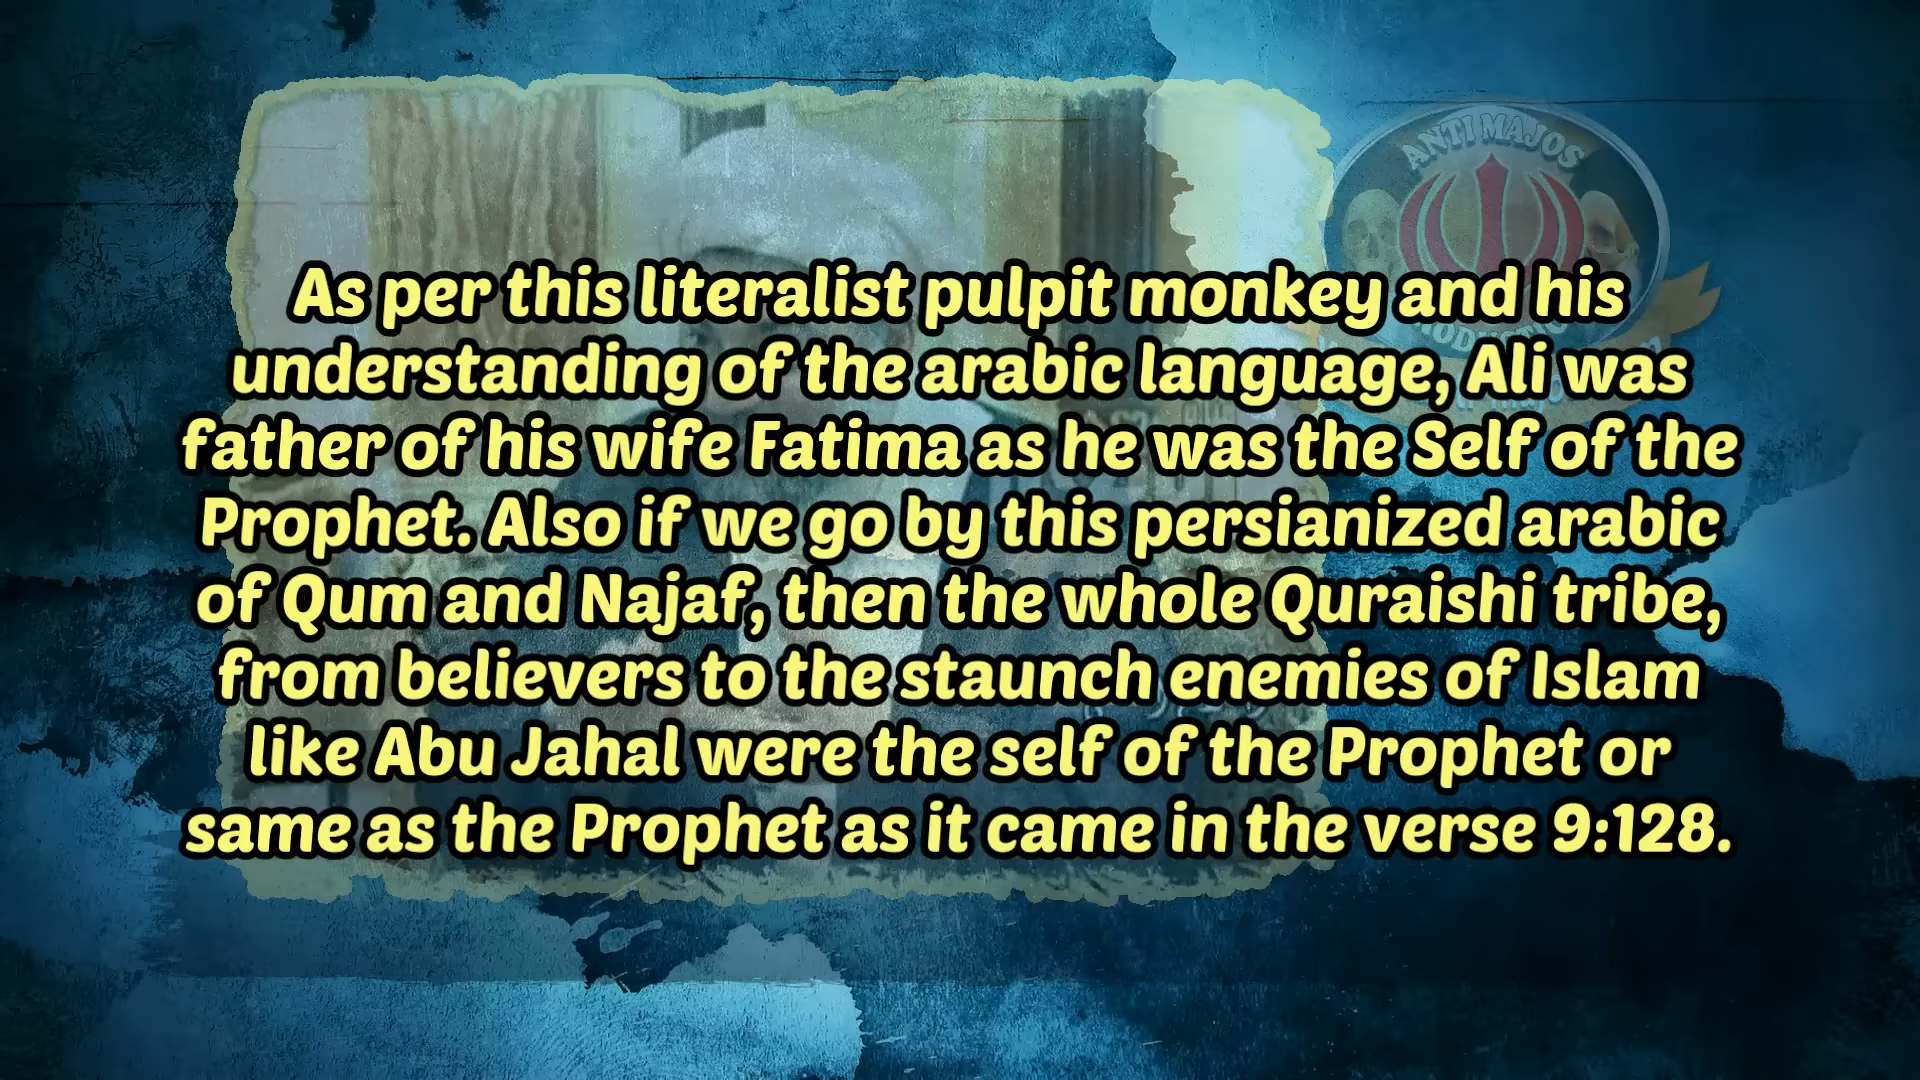 ANTI MAJOS
As per this literalist pulpit monkey and his
understanding of the arabic language, Ali was
father of his wife Fatima as he was the Self of the
Prophet. Also if we go by this persianized arabic
of Qum and Najaf, then the whole Quraishi tribe,
from believers to the staunch enemies of Islam
like Abu Jahal were the self of the Prophet or
same as the Prophet as it came in the verse 9:128.